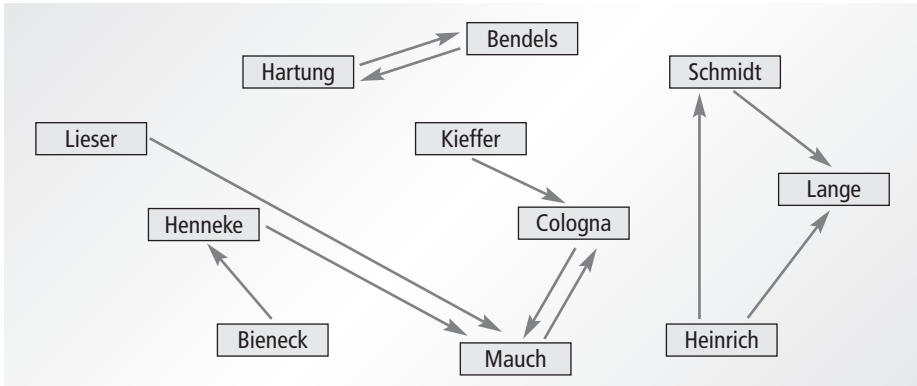 Bendels
Hartung
Schmidt
Lieser
Kieffer
Lange
Henneke
Cologna
Bieneck
Mauch
Heinrich